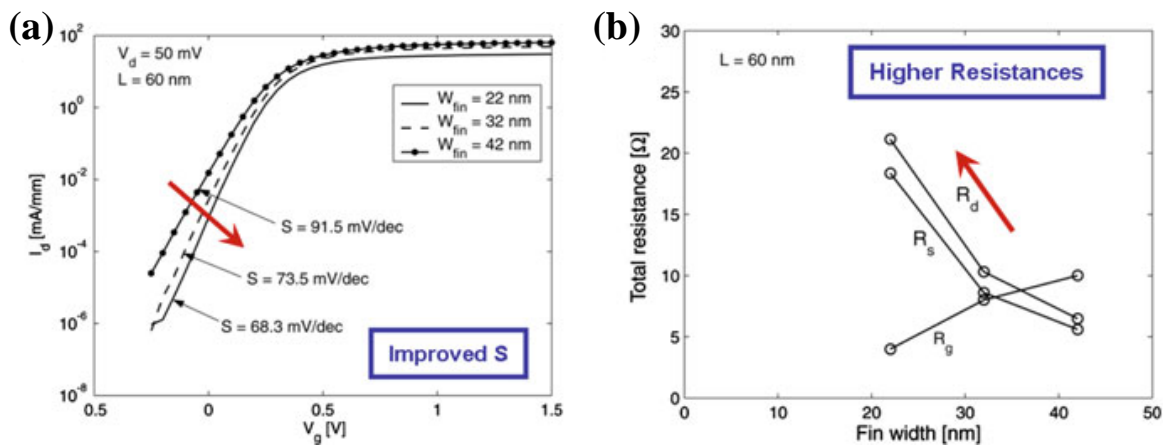 (a)
10^2
10^0
10^-2
10^-4
10^-6
10^-8
I_d [mA/mm]
V_d = 50 mV
L = 60 nm
W_fin = 22 nm
W_fin = 32 nm
W_fin = 42 nm
S = 91.5 mV/dec
S = 73.5 mV/dec
S = 68.3 mV/dec
Improved S
0.5 0 0.5 1 1.5
V_g [V]
(b)
30
25
20
15
10
5
0
Total resistance [Ω]
L = 60 nm
Higher Resistances
R_d
R_s
R_g
0 10 20 30 40 50
Fin width [nm]